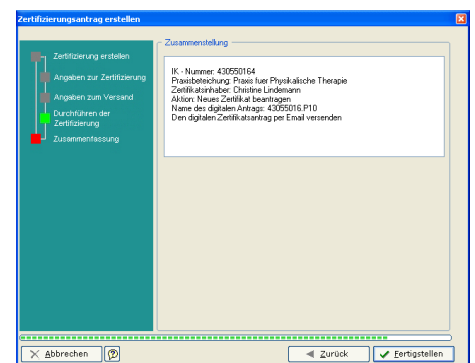 Zertifizierungsantrag erstellen
Zertifizierung erstellen
Angaben zur Zertifizierung
Angaben zum Versand
Durchführen der
Zertifizierung
Zusammenfassung
Zusammenstellung
IK - Nummer: 430550164
Praxisbeteichung: Praxis fuer Physikalische Therapie
Zertifikatsinhaber: Christine Lindemann
Aktion: Neues Zertifikat beantragen
Name des digitalen Antrags: 43055016.P10
Den digitalen Zertifikatsantrag per Email versenden
Abbrechen
Zurück
Fertigstellen